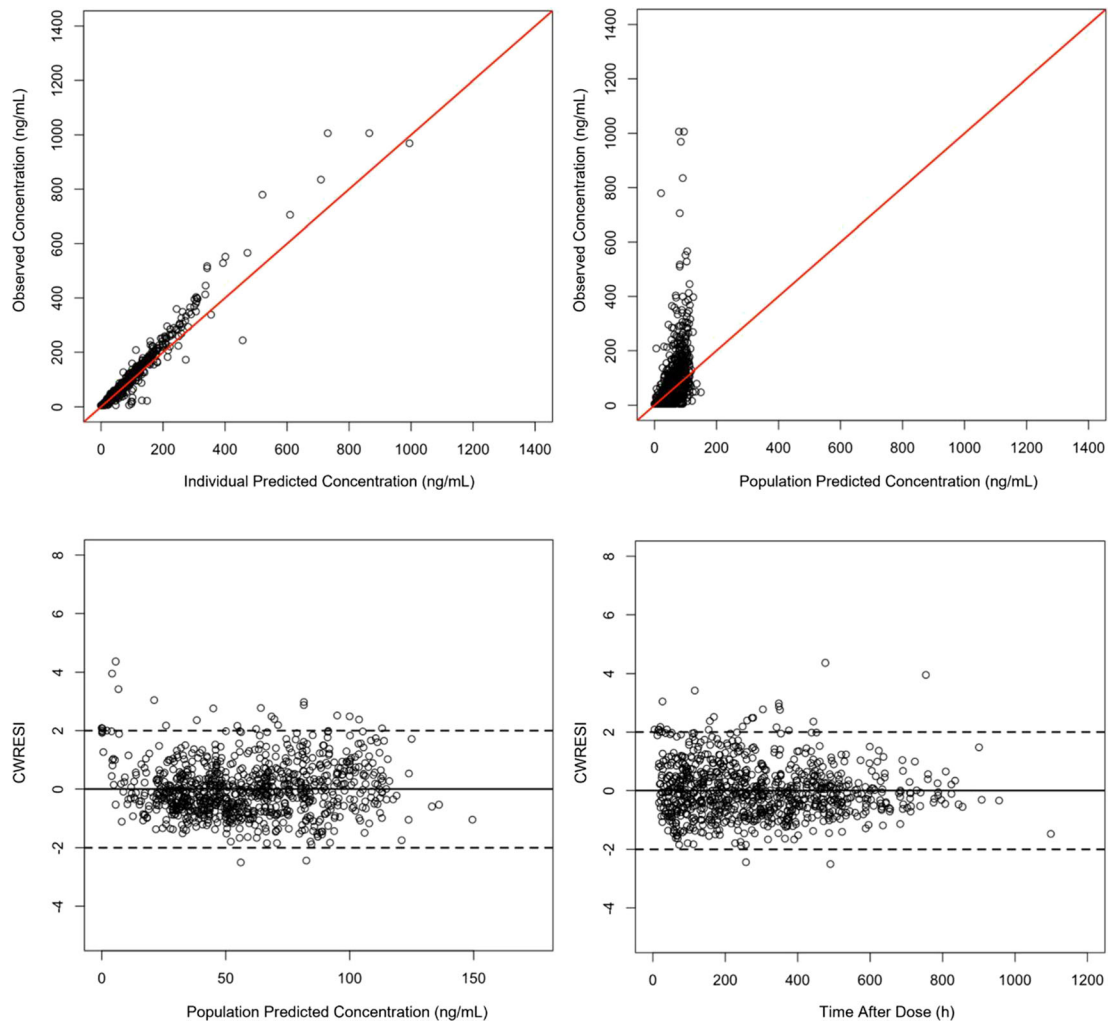 Observed Concentration (ng/mL)
1400
1200
1000
800
600
400
200
0
0 200 400 600 800 1000 1200 1400
Individual Predicted Concentration (ng/mL)
Observed Concentration (ng/mL)
1400
1200
1000
800
600
400
200
0
0 200 400 600 800 1000 1200 1400
Population Predicted Concentration (ng/mL)
CWRESI
8
6
4
2
0
-2
-4
0 50 100 150
Population Predicted Concentration (ng/mL)
CWRESI
8
6
4
2
0
-2
-4
0 200 400 600 800 1000 1200
Time After Dose (h)